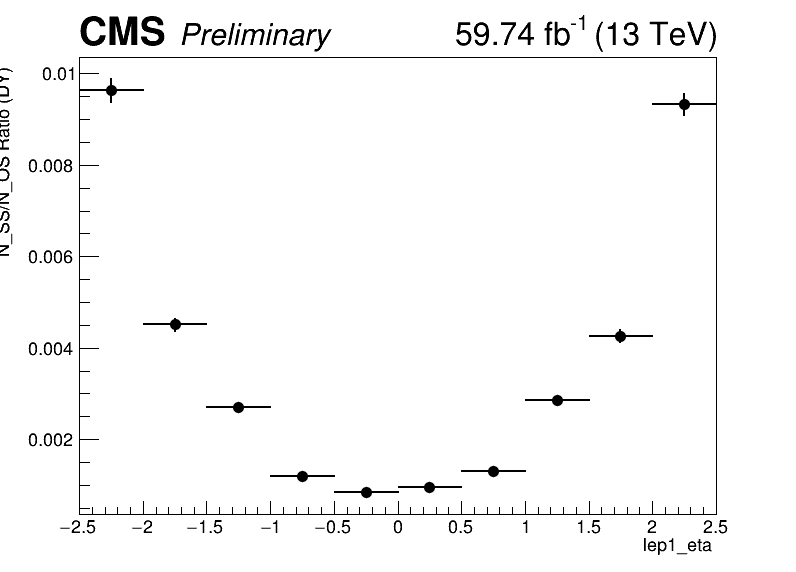 CMS Preliminary 59.74 fb-1 (13 TeV)
N_SS/N_OS Ratio (DY)
0.01
0.008
0.006
0.004
0.002
−2.5 −2 −1.5 −1 −0.5 0 0.5 1 1.5 2 2.5
lep1_eta